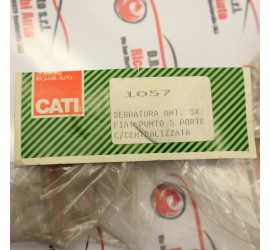 CATI
1057
SERRATURA ANT. SX.
FIAT PUNTO 5 PORTE
C/CENTRALIZZATA